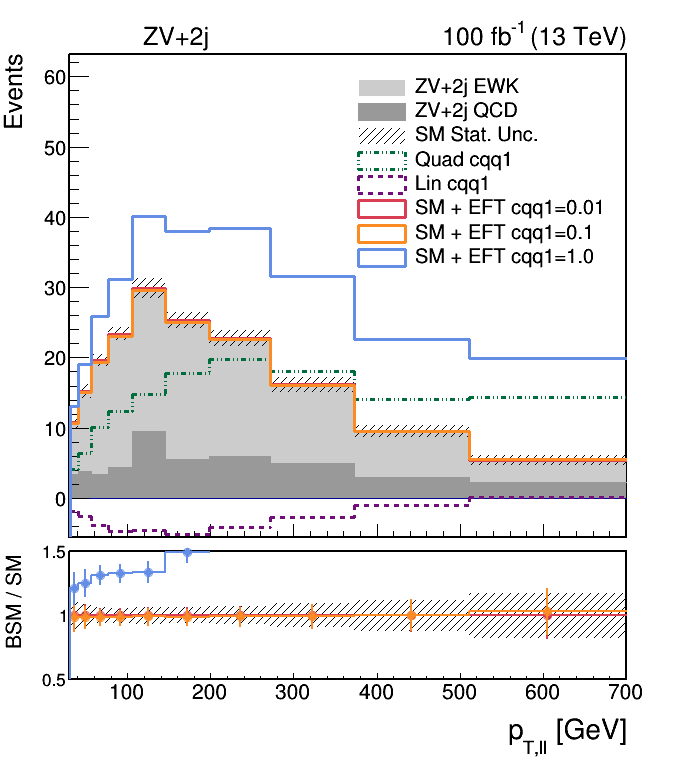 ZV+2j 100 fb⁻¹ (13 TeV)
Events
60
50
40
30
20
10
0
ZV+2j EWK
ZV+2j QCD
SM Stat. Unc.
Quad cqq1
Lin cqq1
SM + EFT cqq1=0.01
SM + EFT cqq1=0.1
SM + EFT cqq1=1.0
BSM / SM
1.5
1
0.5
100 200 300 400 500 600 700
p_T,ll [GeV]